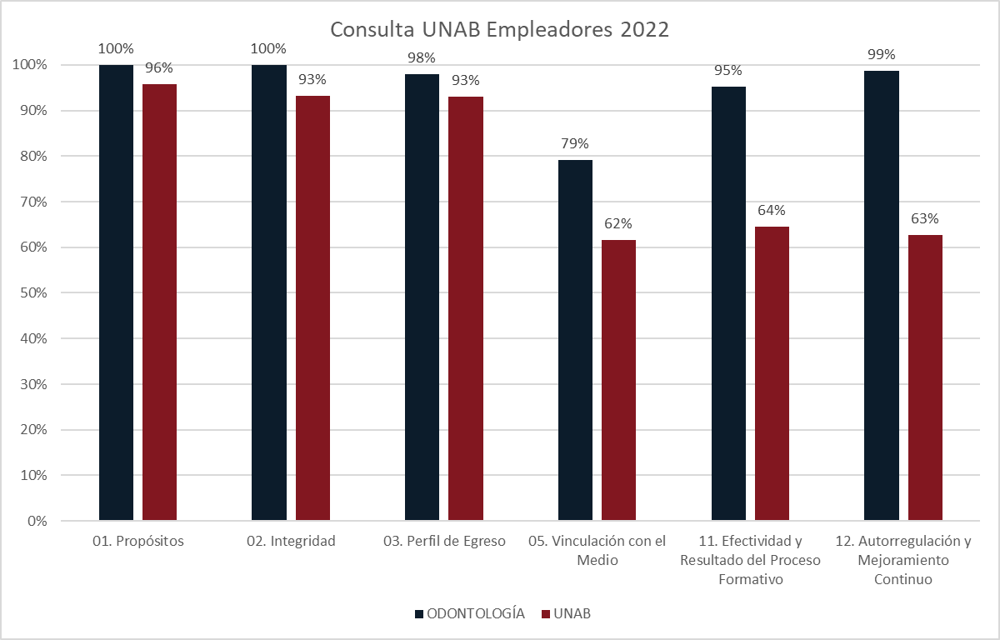 Consulta UNAB Empleadores 2022
100%
96%
100%
93%
98%
93%
79%
62%
95%
64%
99%
63%
100%
90%
80%
70%
60%
50%
40%
30%
20%
10%
0%
01. Propósitos
02. Integridad
03. Perfil de Egreso
05. Vinculación con el
Medio
11. Efectividad y
Resultado del Proceso
Formativo
12. Autorregulación y
Mejoramiento
Continuo
ODONTOLOGÍA
UNAB